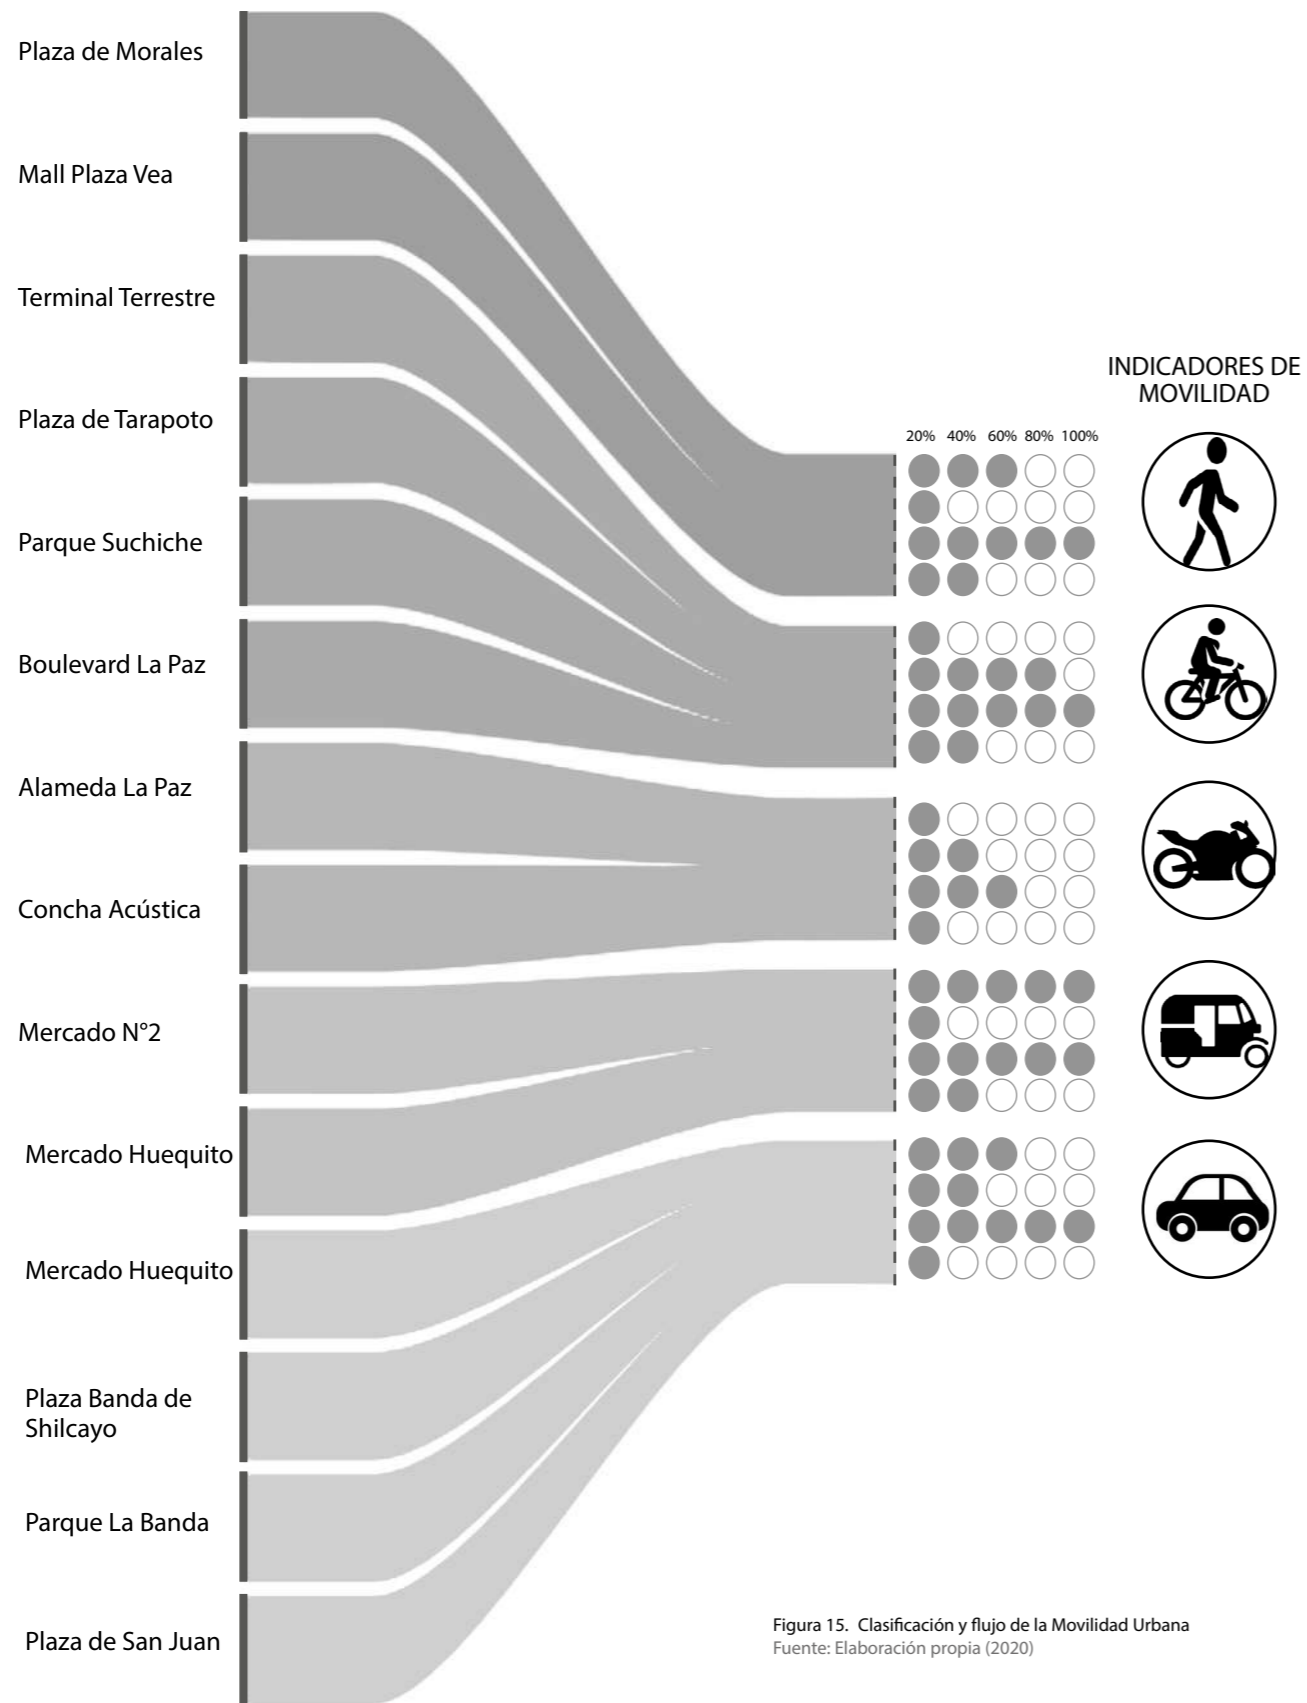 Plaza de Morales
Mall Plaza Vea
Terminal Terrestre
Plaza de Tarapoto
Parque Suchiche
Boulevard La Paz
Alameda La Paz
Concha Acústica
Mercado N°2
Mercado Huequito
Mercado Huequito
Plaza Banda de
Shilcayo
Parque La Banda
Plaza de San Juan
INDICADORES DE
MOVILIDAD
20% 40% 60% 80% 100%
Figura 15. Clasificación y flujo de la Movilidad Urbana
Fuente: Elaboración propia (2020)